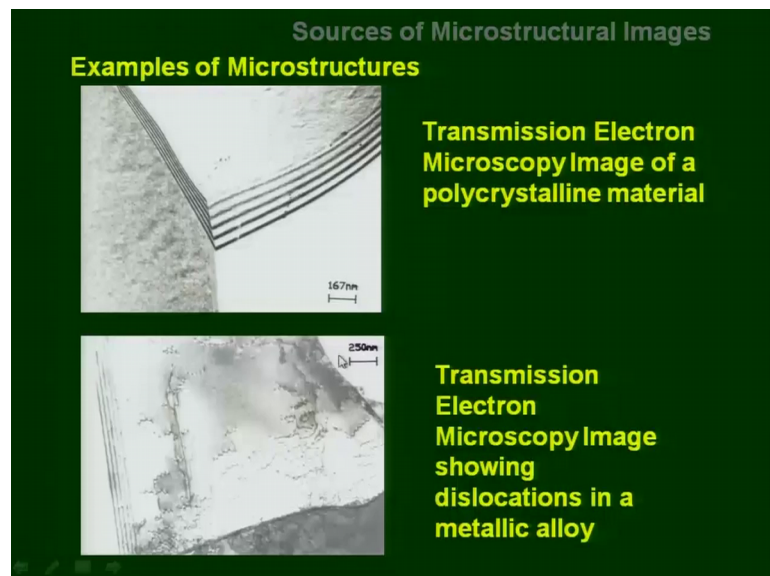 Sources of Microstructural Images
Examples of Microstructures
Transmission Electron
Microscopy Image of a
polycrystalline material
167nm
250nm
Transmission
Electron
Microscopy Image
showing
dislocations in a
metallic alloy